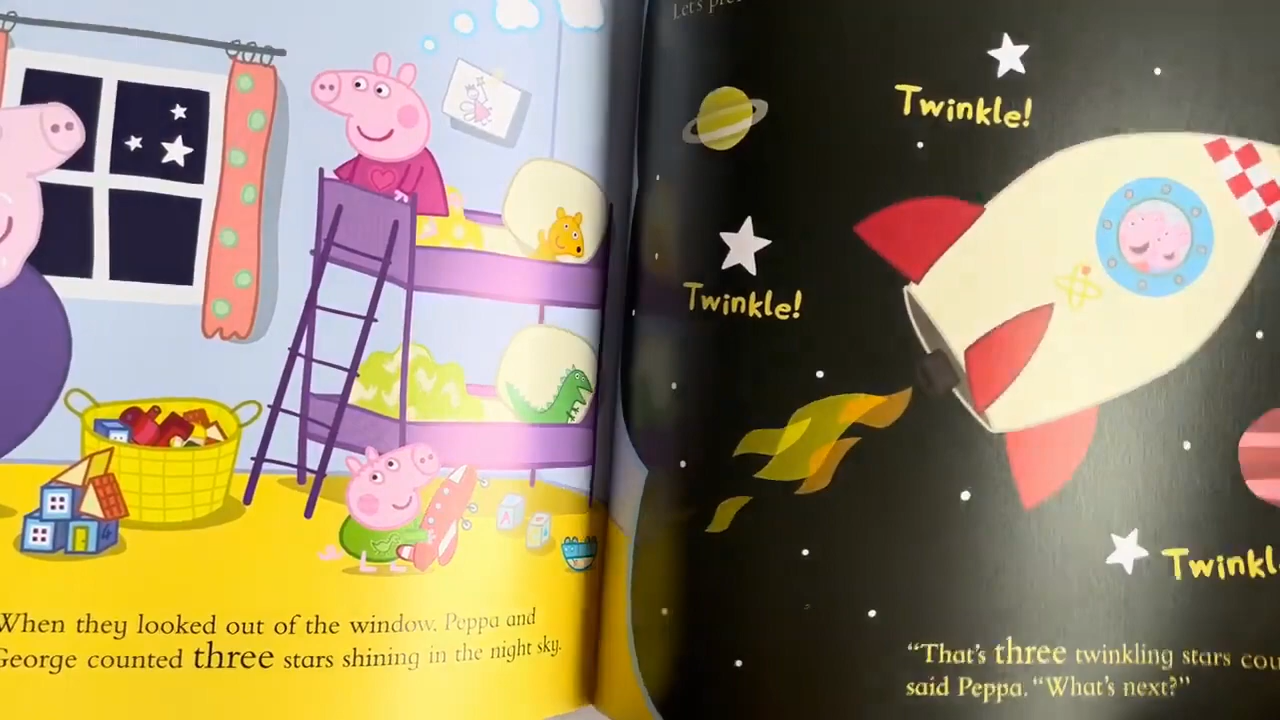 When they looked out of the window, Peppa and
George counted three stars shining in the night sky.
Let's
Twinkle!
Twinkle!
"That's three twinkling stars
said Peppa. "What's next?"